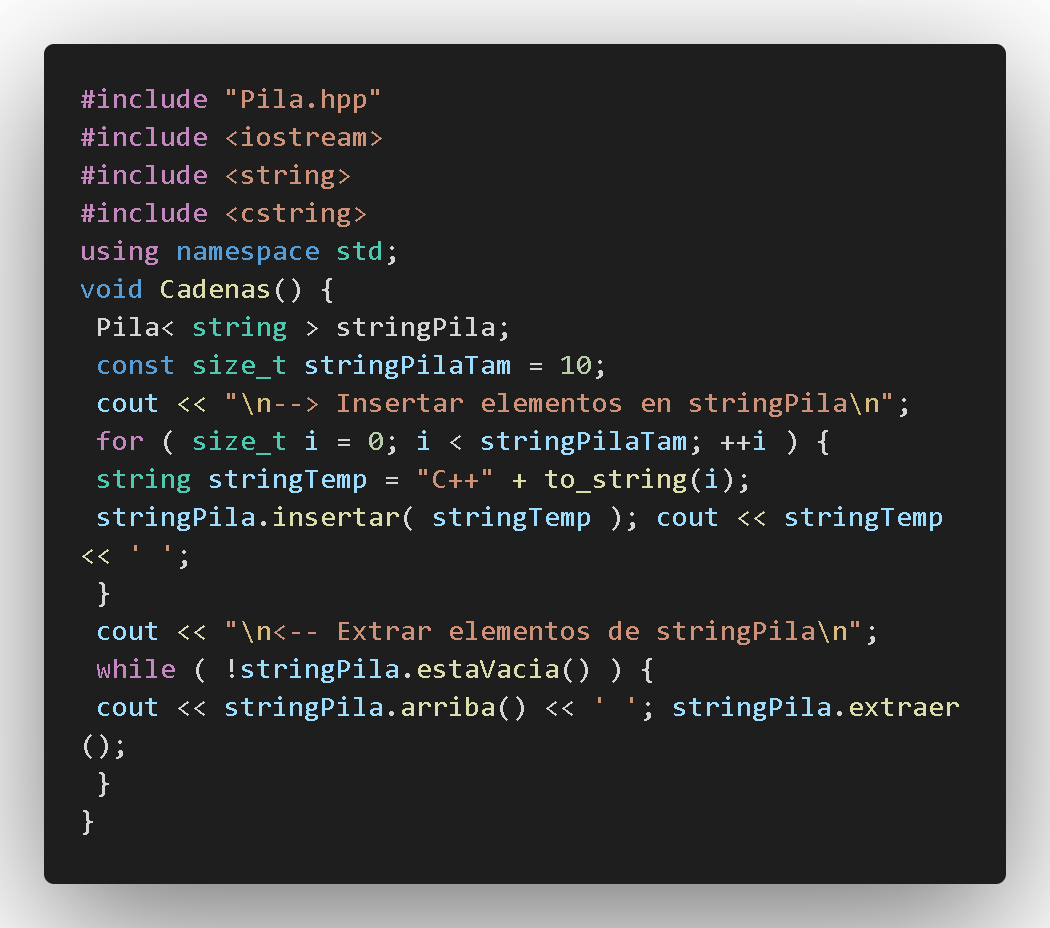 #include "Pila.hpp"
#include <iostream>
#include <string>
#include <cstring>
using namespace std;
void Cadenas() {
 Pila< string > stringPila;
 const size_t stringPilaTam = 10;
 cout << "\n--> Insertar elementos en stringPila\n";
 for ( size_t i = 0; i < stringPilaTam; ++i ) {
 string stringTemp = "C++" + to_string(i);
 stringPila.insertar( stringTemp ); cout << stringTemp
<< ' ';
 }
 cout << "\n<-- Extrar elementos de stringPila\n";
 while ( !stringPila.estaVacia() ) {
 cout << stringPila.arriba() << ' '; stringPila.extraer
();
 }
}